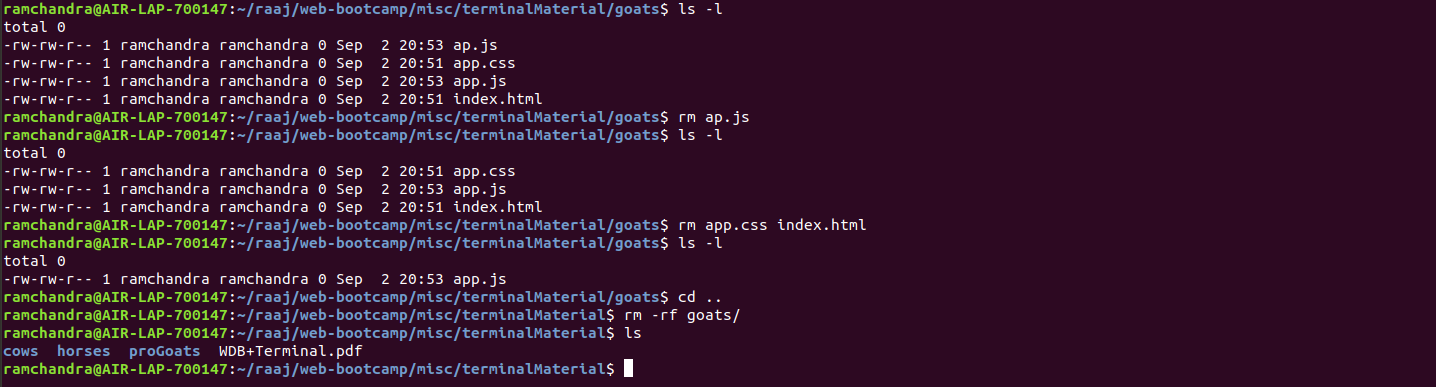 ramchandra@AIR-LAP-700147:~/raaj/web-bootcamp/misc/terminalMaterial/goats$ ls -l
total 0
-rw-rw-r-- 1 ramchandra ramchandra 0 Sep  2 20:53 ap.js
-rw-rw-r-- 1 ramchandra ramchandra 0 Sep  2 20:51 app.css
-rw-rw-r-- 1 ramchandra ramchandra 0 Sep  2 20:53 app.js
-rw-rw-r-- 1 ramchandra ramchandra 0 Sep  2 20:51 index.html
ramchandra@AIR-LAP-700147:~/raaj/web-bootcamp/misc/terminalMaterial/goats$ rm ap.js
ramchandra@AIR-LAP-700147:~/raaj/web-bootcamp/misc/terminalMaterial/goats$ ls -l
total 0
-rw-rw-r-- 1 ramchandra ramchandra 0 Sep  2 20:51 app.css
-rw-rw-r-- 1 ramchandra ramchandra 0 Sep  2 20:53 app.js
-rw-rw-r-- 1 ramchandra ramchandra 0 Sep  2 20:51 index.html
ramchandra@AIR-LAP-700147:~/raaj/web-bootcamp/misc/terminalMaterial/goats$ rm app.css index.html
ramchandra@AIR-LAP-700147:~/raaj/web-bootcamp/misc/terminalMaterial/goats$ ls -l
total 0
-rw-rw-r-- 1 ramchandra ramchandra 0 Sep  2 20:53 app.js
ramchandra@AIR-LAP-700147:~/raaj/web-bootcamp/misc/terminalMaterial/goats$ cd ..
ramchandra@AIR-LAP-700147:~/raaj/web-bootcamp/misc/terminalMaterial$ rm -rf goats/
ramchandra@AIR-LAP-700147:~/raaj/web-bootcamp/misc/terminalMaterial$ ls
cows  horses  proGoats  WDB+Terminal.pdf
ramchandra@AIR-LAP-700147:~/raaj/web-bootcamp/misc/terminalMaterial$